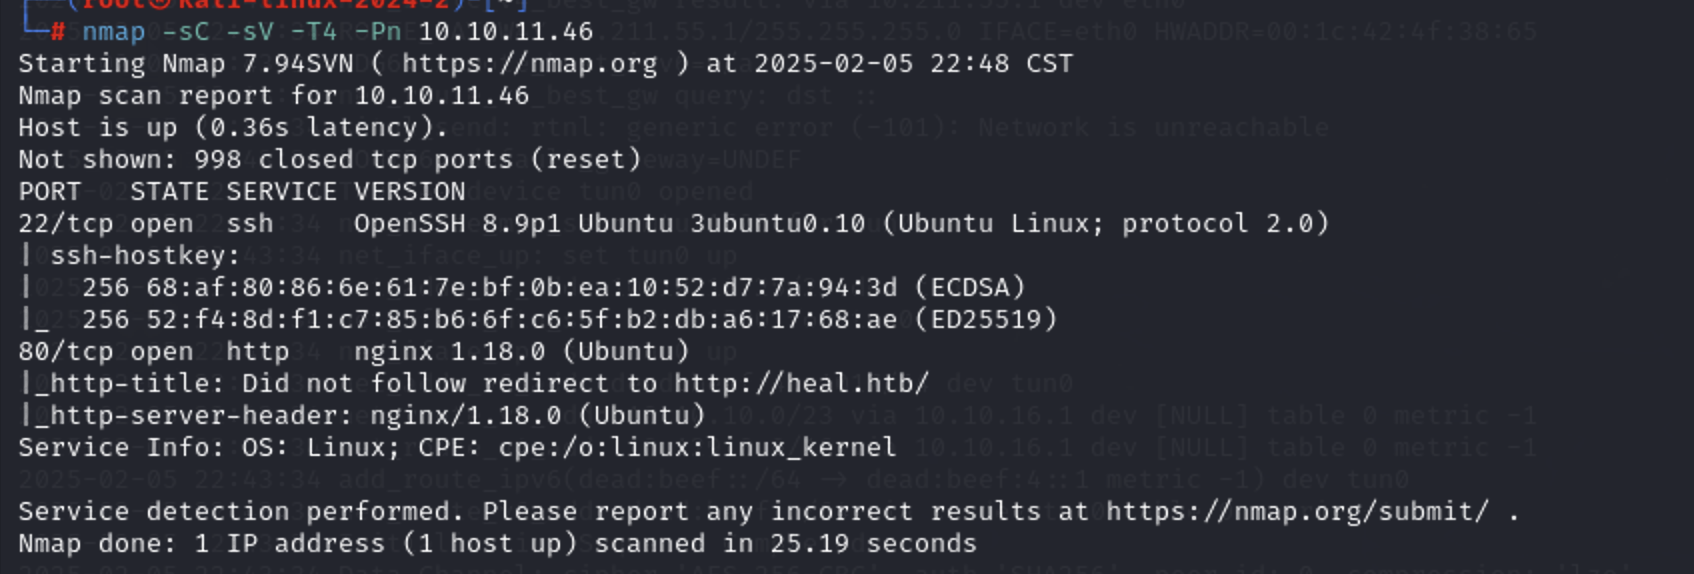 (root㉿kali-linux-2024-2)-[~]
└─# nmap -sC -sV -T4 -Pn 10.10.11.46
Starting Nmap 7.94SVN ( https://nmap.org ) at 2025-02-05 22:48 CST
Nmap scan report for 10.10.11.46
Host is up (0.36s latency).
Not shown: 998 closed tcp ports (reset)
PORT   STATE SERVICE VERSION
22/tcp open  ssh     OpenSSH 8.9p1 Ubuntu 3ubuntu0.10 (Ubuntu Linux; protocol 2.0)
| ssh-hostkey:
|   256 68:af:80:86:6e:61:7e:bf:0b:ea:10:52:d7:7a:94:3d (ECDSA)
|_  256 52:f4:8d:f1:c7:85:b6:6f:c6:5f:b2:db:a6:17:68:ae (ED25519)
80/tcp open  http    nginx 1.18.0 (Ubuntu)
|_http-title: Did not follow redirect to http://heal.htb/
|_http-server-header: nginx/1.18.0 (Ubuntu)
Service Info: OS: Linux; CPE: cpe:/o:linux:linux_kernel
Service detection performed. Please report any incorrect results at https://nmap.org/submit/ .
Nmap done: 1 IP address (1 host up) scanned in 25.19 seconds